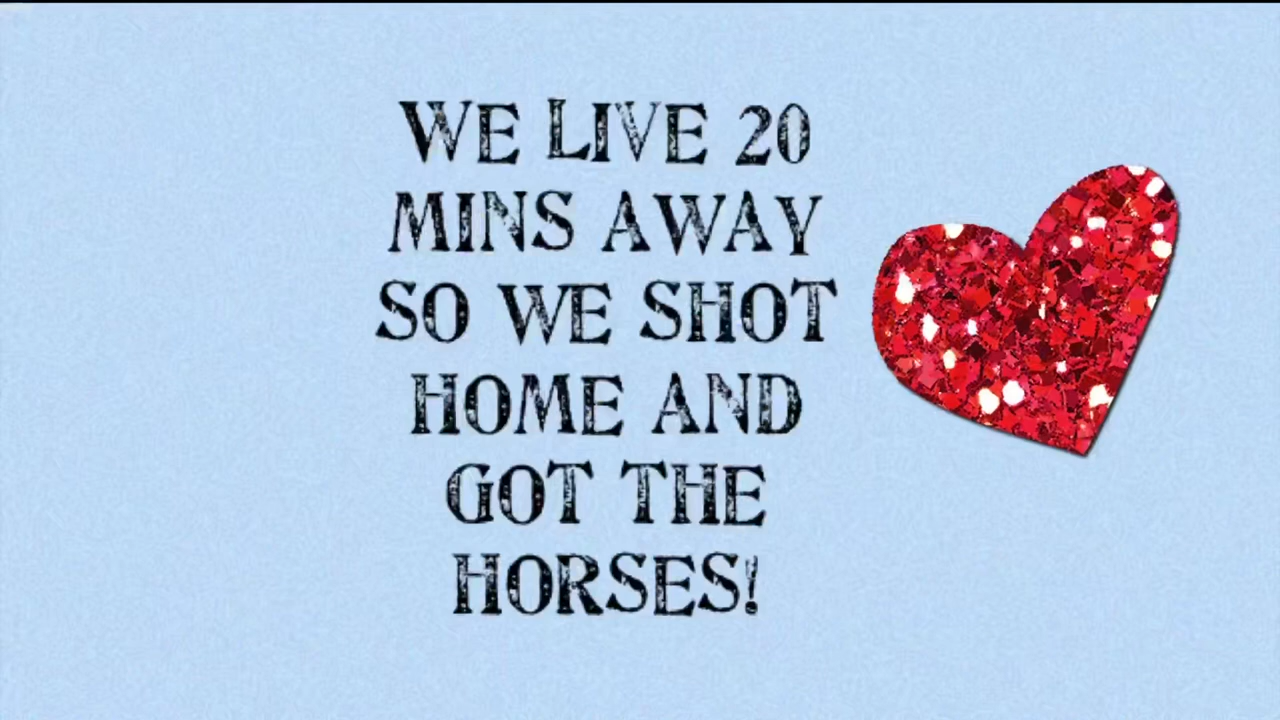 WE LIVE 20
MINS AWAY
SO WE SHOT
HOME AND
GOT THE
HORSES!